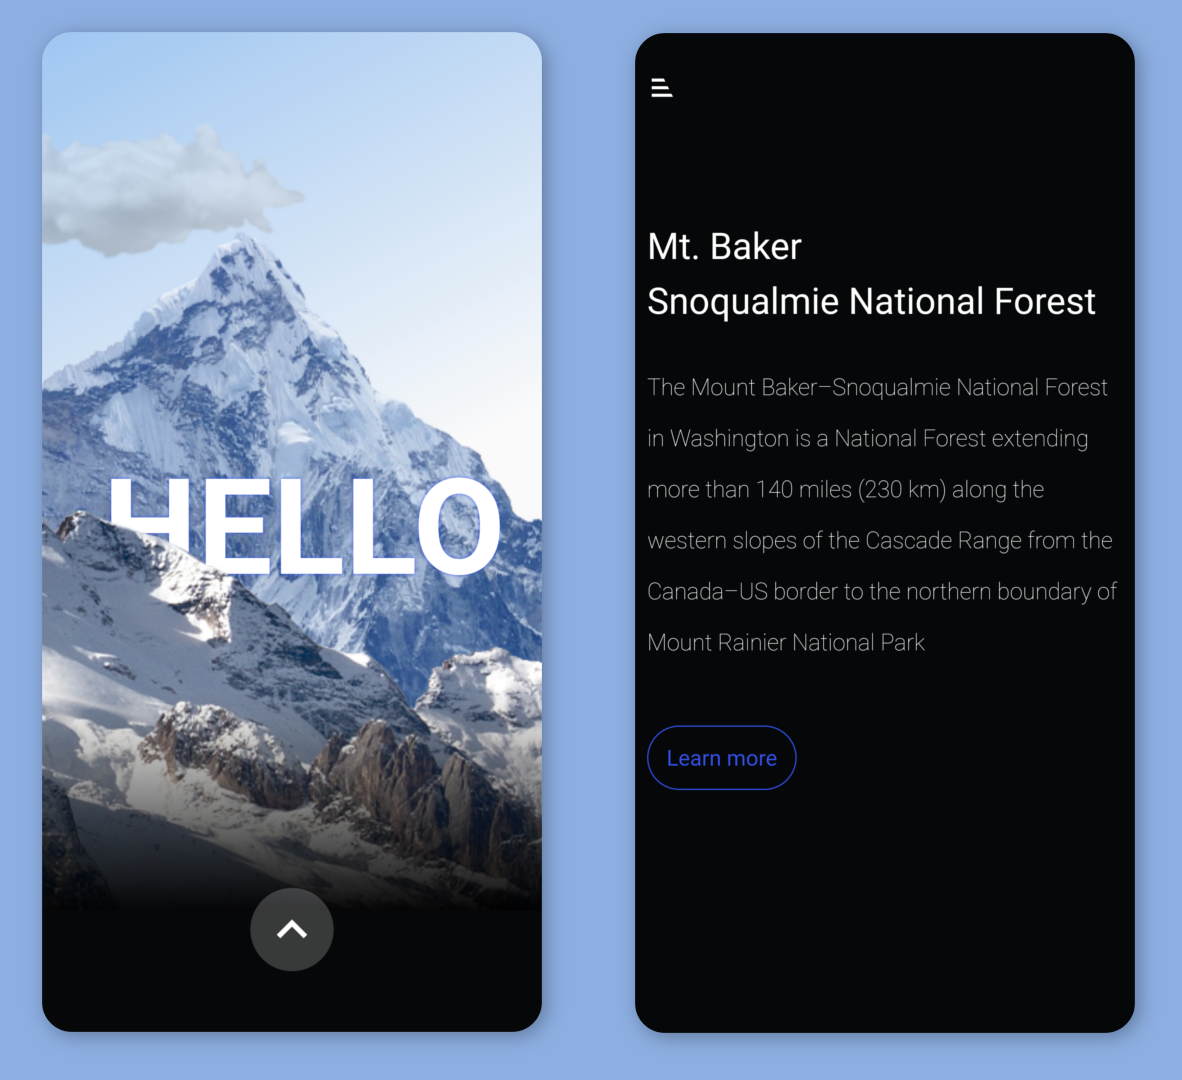 HELLO
Mt. Baker
Snoqualmie National Forest
The Mount Baker–Snoqualmie National Forest
in Washington is a National Forest extending
more than 140 miles (230 km) along the
western slopes of the Cascade Range from the
Canada–US border to the northern boundary of
Mount Rainier National Park
Learn more